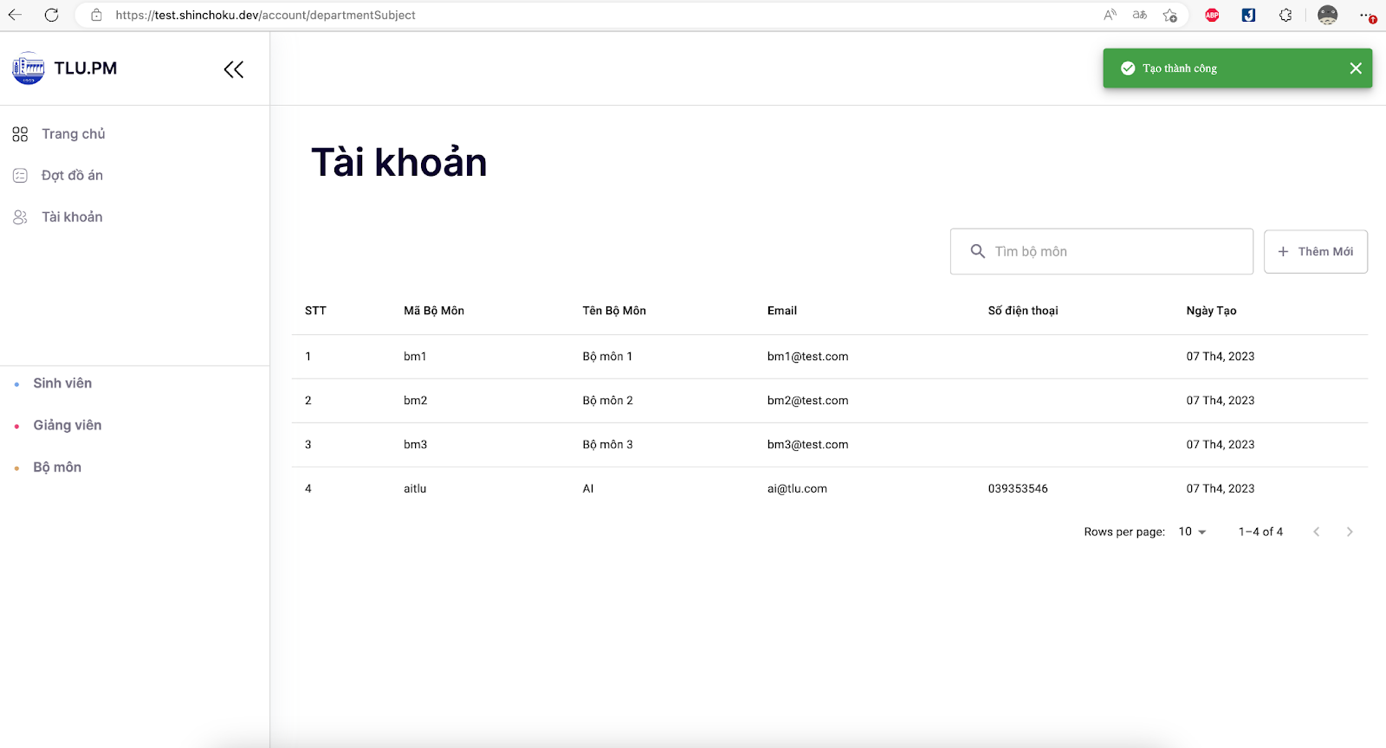 https://test.shinchoku.dev/account/departmentSubject
TLU.PM
Tạo thành công
Trang chủ
Đợt đồ án
Tài khoản
Sinh viên
Giảng viên
Bộ môn
Tài khoản
Tìm bộ môn
+ Thêm Mới
STT Mã Bộ Môn Tên Bộ Môn Email Số điện thoại Ngày Tạo
1 bm1 Bộ môn 1 bm1@test.com 07 Th4, 2023
2 bm2 Bộ môn 2 bm2@test.com 07 Th4, 2023
3 bm3 Bộ môn 3 bm3@test.com 07 Th4, 2023
4 aitlu AI ai@tlu.com 039353546 07 Th4, 2023
Rows per page: 10 1–4 of 4